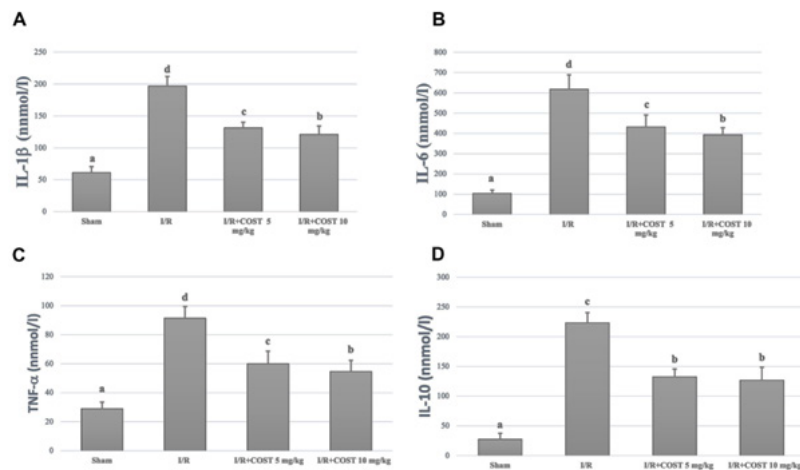 A
IL-1β (nnmol/l)
250
200
150
100
50
0
a
d
c
b
Sham
I/R
I/R+COST 5
mg/kg
I/R+COST 10
mg/kg
B
IL-6 (nnmol/l)
800
700
600
500
400
300
200
100
0
a
d
c
b
Sham
I/R
I/R+COST 5
mg/kg
I/R+COST 10
mg/kg
C
TNF-α (nnmol/l)
120
100
80
60
40
20
0
a
d
c
b
Sham
I/R
I/R+COST 5 mg/kg
I/R+COST 10 mg/kg
D
IL-10 (nnmol/l)
300
250
200
150
100
50
0
a
c
b
b
Sham
I/R
I/R+COST 5 mg/kg
I/R+COST 10 mg/kg